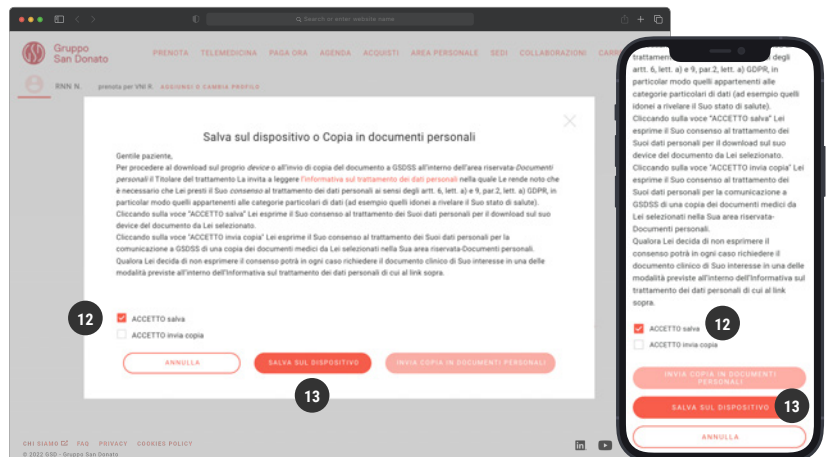 Search or enter website name
Gruppo
San Donato
PRENOTA TELEMEDICINA PAGA ORA AGENDA ACQUISTI AREA PERSONALE SEDI COLLABORAZIONI
RNN N. prenota per VNI R. AGGIUNGI O CAMBIA PROFILO
Salva sul dispositivo o Copia in documenti personali
Gentile paziente,
Per procedere al download sul proprio device o all'invio di copia del documento a GSDSS all'interno dell'area riservata-Documenti
personali il Titolare del trattamento La invita a leggere l'Informativa sul trattamento dei dati personali nella quale Le rende noto che
è necessario che Lei presti il Suo consenso al trattamento dei dati personali ai sensi degli artt. 6, lett. a) e 9, par.2, lett. a) GDPR, in
particolar modo quelli appartenenti alle categorie particolari di dati (ad esempio quelli idonei a rivelare il Suo stato di salute).
Cliccando sulla voce "ACCETTO salva" Lei esprime il Suo consenso al trattamento dei Suoi dati personali per il download sul suo
device del documento da Lei selezionato.
Cliccando sulla voce "ACCETTO invia copia" Lei esprime il Suo consenso al trattamento dei Suoi dati personali per la
comunicazione a GSDSS di una copia dei documenti medici da Lei selezionati nella Sua area riservata-Documenti personali.
Qualora Lei decida di non esprimere il consenso potrà in ogni caso richiedere il documento clinico di Suo interesse in una delle
modalità previste all'interno dell'Informativa sul trattamento dei dati personali di cui al link sopra.
12
ACCETTO salva
ACCETTO invia copia
ANNULLA SALVA SUL DISPOSITIVO INVIA COPIA IN DOCUMENTI PERSONALI
13
CHI SIAMO FAQ PRIVACY COOKIES POLICY
© 2022 GSD - Gruppo San Donato
trattamento degli
artt. 6, lett. a) e 9, par.2, lett. a) GDPR, in
particolar modo quelli appartenenti alle
categorie particolari di dati (ad esempio quelli
idonei a rivelare il Suo stato di salute).
Cliccando sulla voce "ACCETTO salva" Lei
esprime il Suo consenso al trattamento dei
Suoi dati personali per il download sul suo
device del documento da Lei selezionato.
Cliccando sulla voce "ACCETTO invia copia" Lei
esprime il Suo consenso al trattamento dei
Suoi dati personali per la comunicazione a
GSDSS di una copia dei documenti medici da
Lei selezionati nella Sua area riservata-
Documenti personali.
Qualora Lei decida di non esprimere il
consenso potrà in ogni caso richiedere il
documento clinico di Suo interesse in una delle
modalità previste all'interno dell'Informativa sul
trattamento dei dati personali di cui al link
sopra.
ACCETTO salva 12
ACCETTO invia copia
INVIA COPIA IN DOCUMENTI
PERSONALI
SALVA SUL DISPOSITIVO 13
ANNULLA